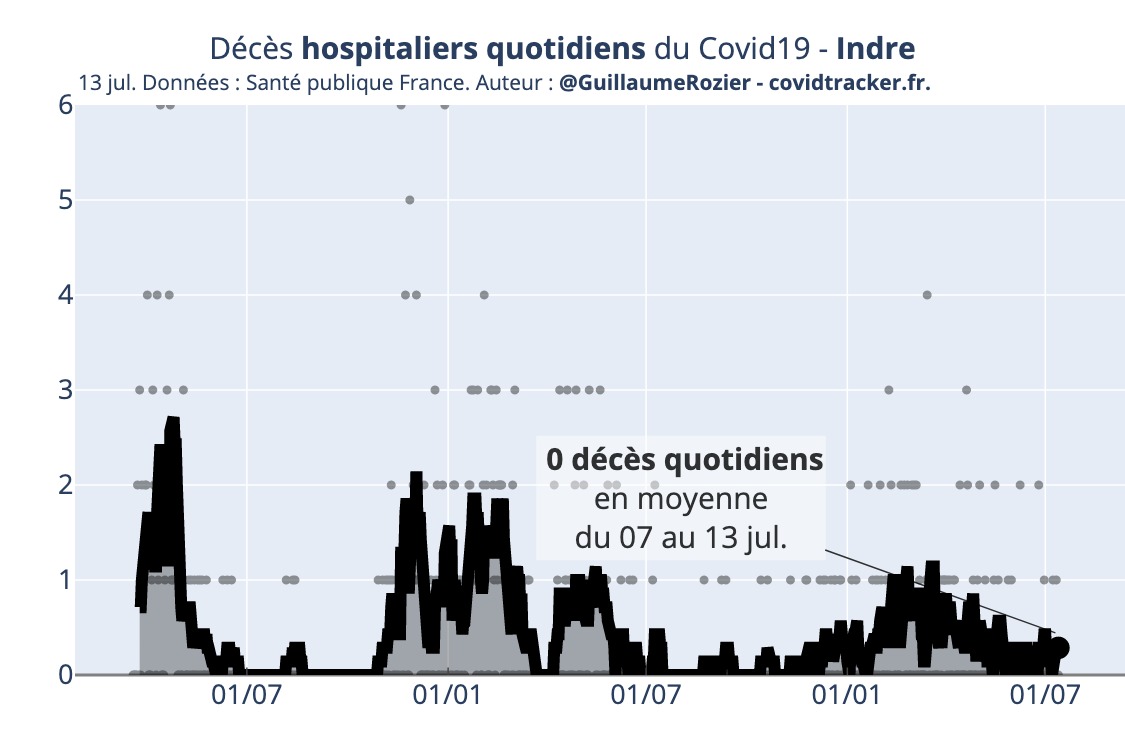 Décès hospitaliers quotidiens du Covid19 - Indre
13 jul. Données : Santé publique France. Auteur : @GuillaumeRozier - covidtracker.fr.
6
5
4
3
2
1
0
0 décès quotidiens
en moyenne
du 07 au 13 jul.
01/07
01/01
01/07
01/01
01/07